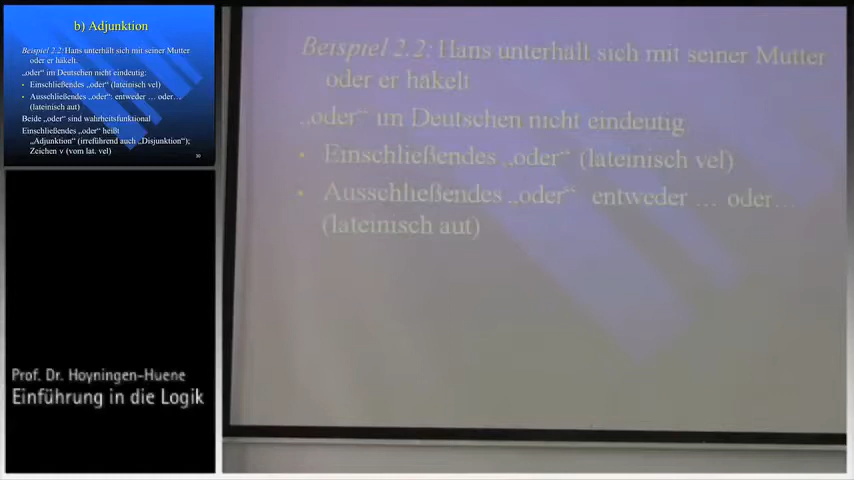 b) Adjunktion
Beispiel 2.2: Hans unterhält sich mit seiner Mutter
oder er häkelt.
„oder“ im Deutschen nicht eindeutig:
• Einschließendes „oder“ (lateinisch vel)
• Ausschließendes „oder“: entweder … oder…
(lateinisch aut)
Beide „oder“ sind wahrheitsfunktional
Einschließendes „oder“ heißt
„Adjunktion“ (irreführend auch „Disjunktion“);
Zeichen v (vom lat. vel)
30
Prof. Dr. Hoyningen-Huene
Einführung in die Logik
Beispiel 2.2: Hans unterhält sich mit seiner Mutter
oder er häkelt
„oder“ im Deutschen nicht eindeutig
• Einschließendes „oder“ (lateinisch vel)
• Ausschließendes „oder“ entweder … oder…
(lateinisch aut)